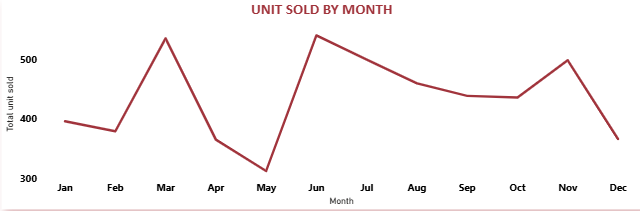 UNIT SOLD BY MONTH
500
400
300
Total unit sold
Jan Feb Mar Apr May Jun Jul Aug Sep Oct Nov Dec
Month